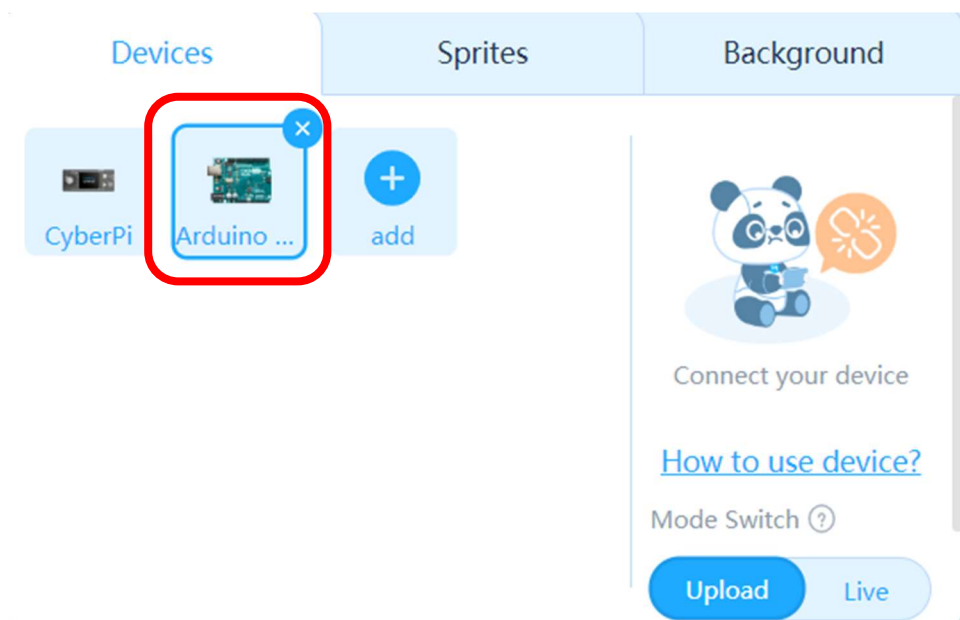 Devices
Sprites
Background
CyberPi
Arduino ...
add
Connect your device
How to use device?
Mode Switch ?
Upload
Live